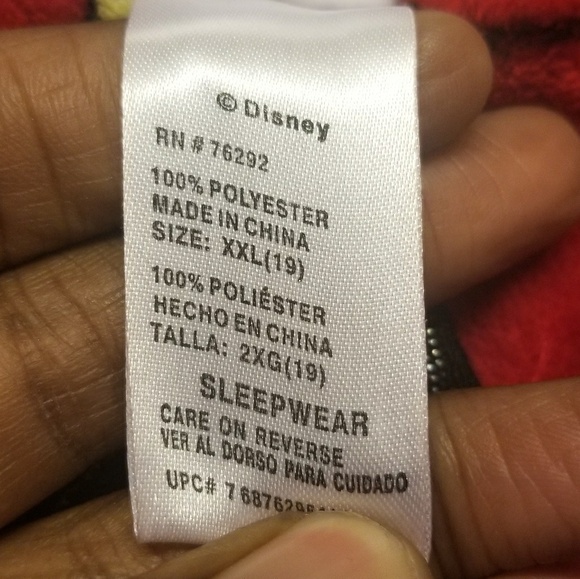 © Disney
RN # 76292
100% POLYESTER
MADE IN CHINA
SIZE: XXL(19)
100% POLIÉSTER
HECHO EN CHINA
TALLA: 2XG(19)
SLEEPWEAR
CARE ON REVERSE
VER AL DORSO PARA CUIDADO
UPC# 7